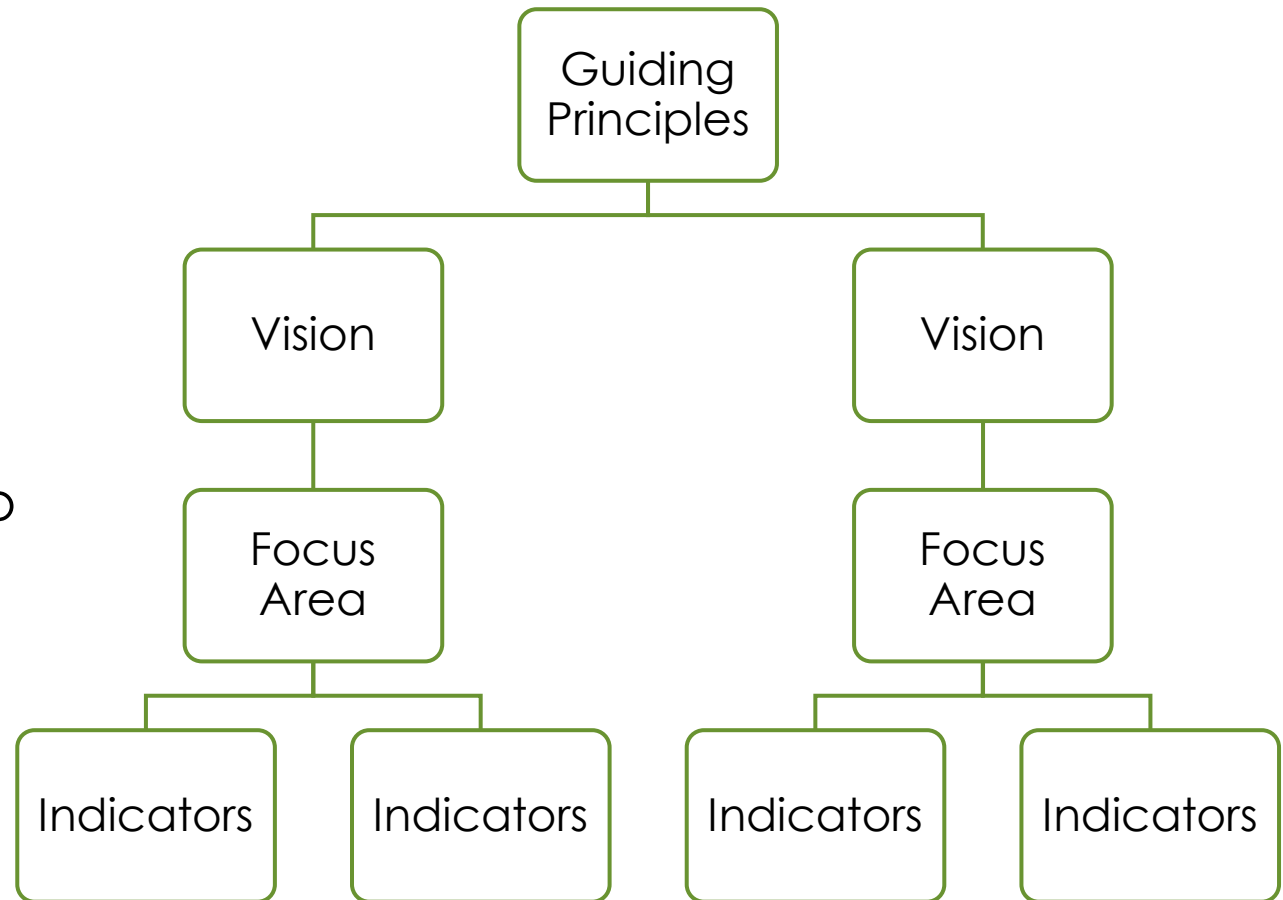 Guiding
Principles
Vision
Vision
Focus
Area
Focus
Area
Indicators
Indicators
Indicators
Indicators